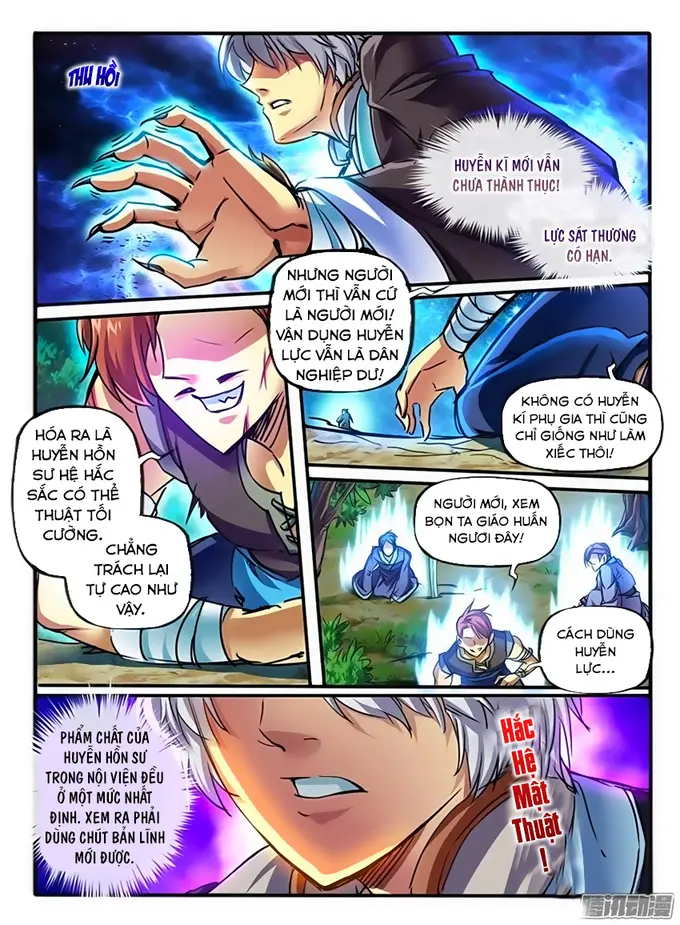 THU HỒI
HUYỄN KĨ MỚI VẪN
CHƯA THÀNH THỤC!
LỰC SÁT THƯƠNG
CÓ HẠN.
NHƯNG NGƯỜI
MỚI THÌ VẪN CỨ
LÀ NGƯỜI MỚI!
VẬN DỤNG HUYỄN
LỰC VẪN LÀ DÂN
NGHIỆP DƯ!
KHÔNG CÓ HUYỄN
KÍ PHỤ GIA THÌ CŨNG
CHỈ GIỐNG NHƯ LÀM
XIẾC THÔI!
HÓA RA LÀ
HUYỄN HỒN
SƯ HỆ HẮC
SẮC CÓ THỂ
THUẬT TỐI
CƯỜNG.
CHẲNG
TRÁCH LẠI
TỰ CAO NHƯ
VẬY.
NGƯỜI MỚI, XEM
BỌN TA GIÁO HUẤN
NGƯƠI ĐÂY!
CÁCH DÙNG
HUYỄN
LỰC...
PHẨM CHẤT CỦA
HUYỄN HỒN SƯ
TRONG NỘI VIỆN ĐỀU
Ở MỘT MỨC NHẤT
ĐỊNH. XEM RA PHẢI
DÙNG CHÚT BẢN LĨNH
MỚI ĐƯỢC.
Hắc
Hệ
Mật
Thuật
!
腾讯动漫